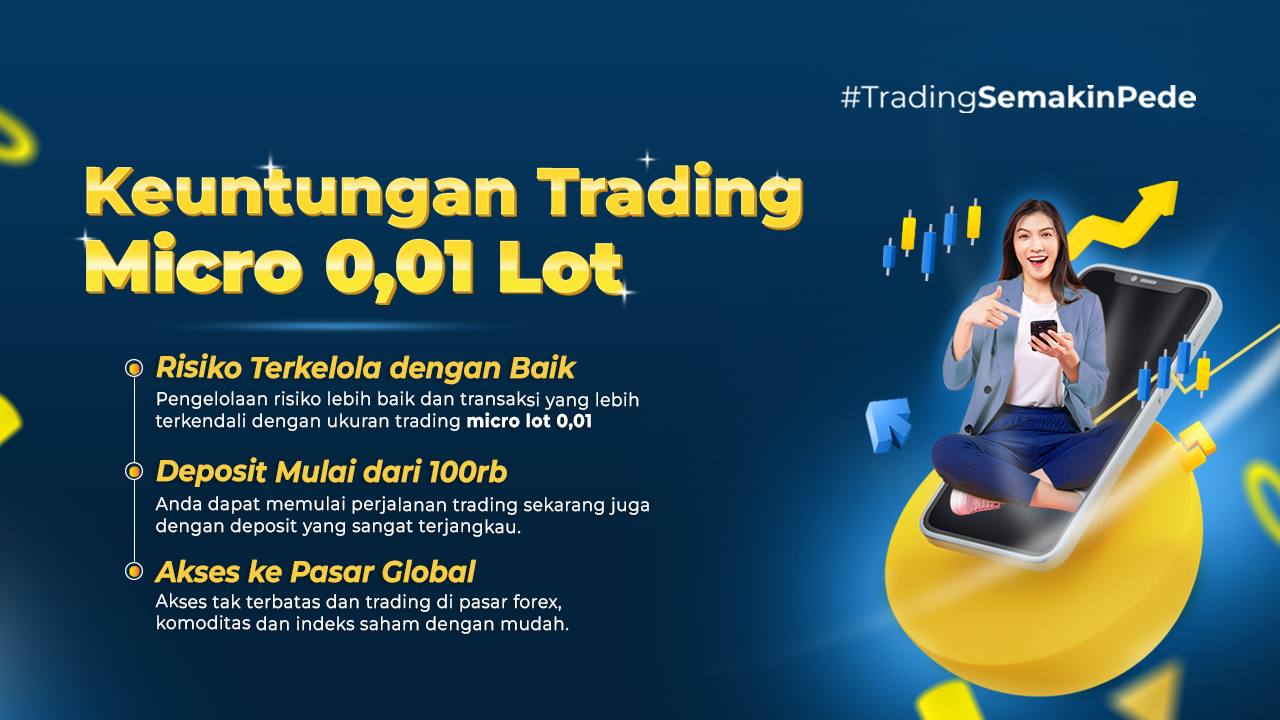 #TradingSemakinPede
Keuntungan Trading
Micro 0,01 Lot
Risiko Terkelola dengan Baik
Pengelolaan risiko lebih baik dan transaksi yang lebih
terkendali dengan ukuran trading micro lot 0,01
Deposit Mulai dari 100rb
Anda dapat memulai perjalanan trading sekarang juga
dengan deposit yang sangat terjangkau.
Akses ke Pasar Global
Akses tak terbatas dan trading di pasar forex,
komoditas dan indeks saham dengan mudah.